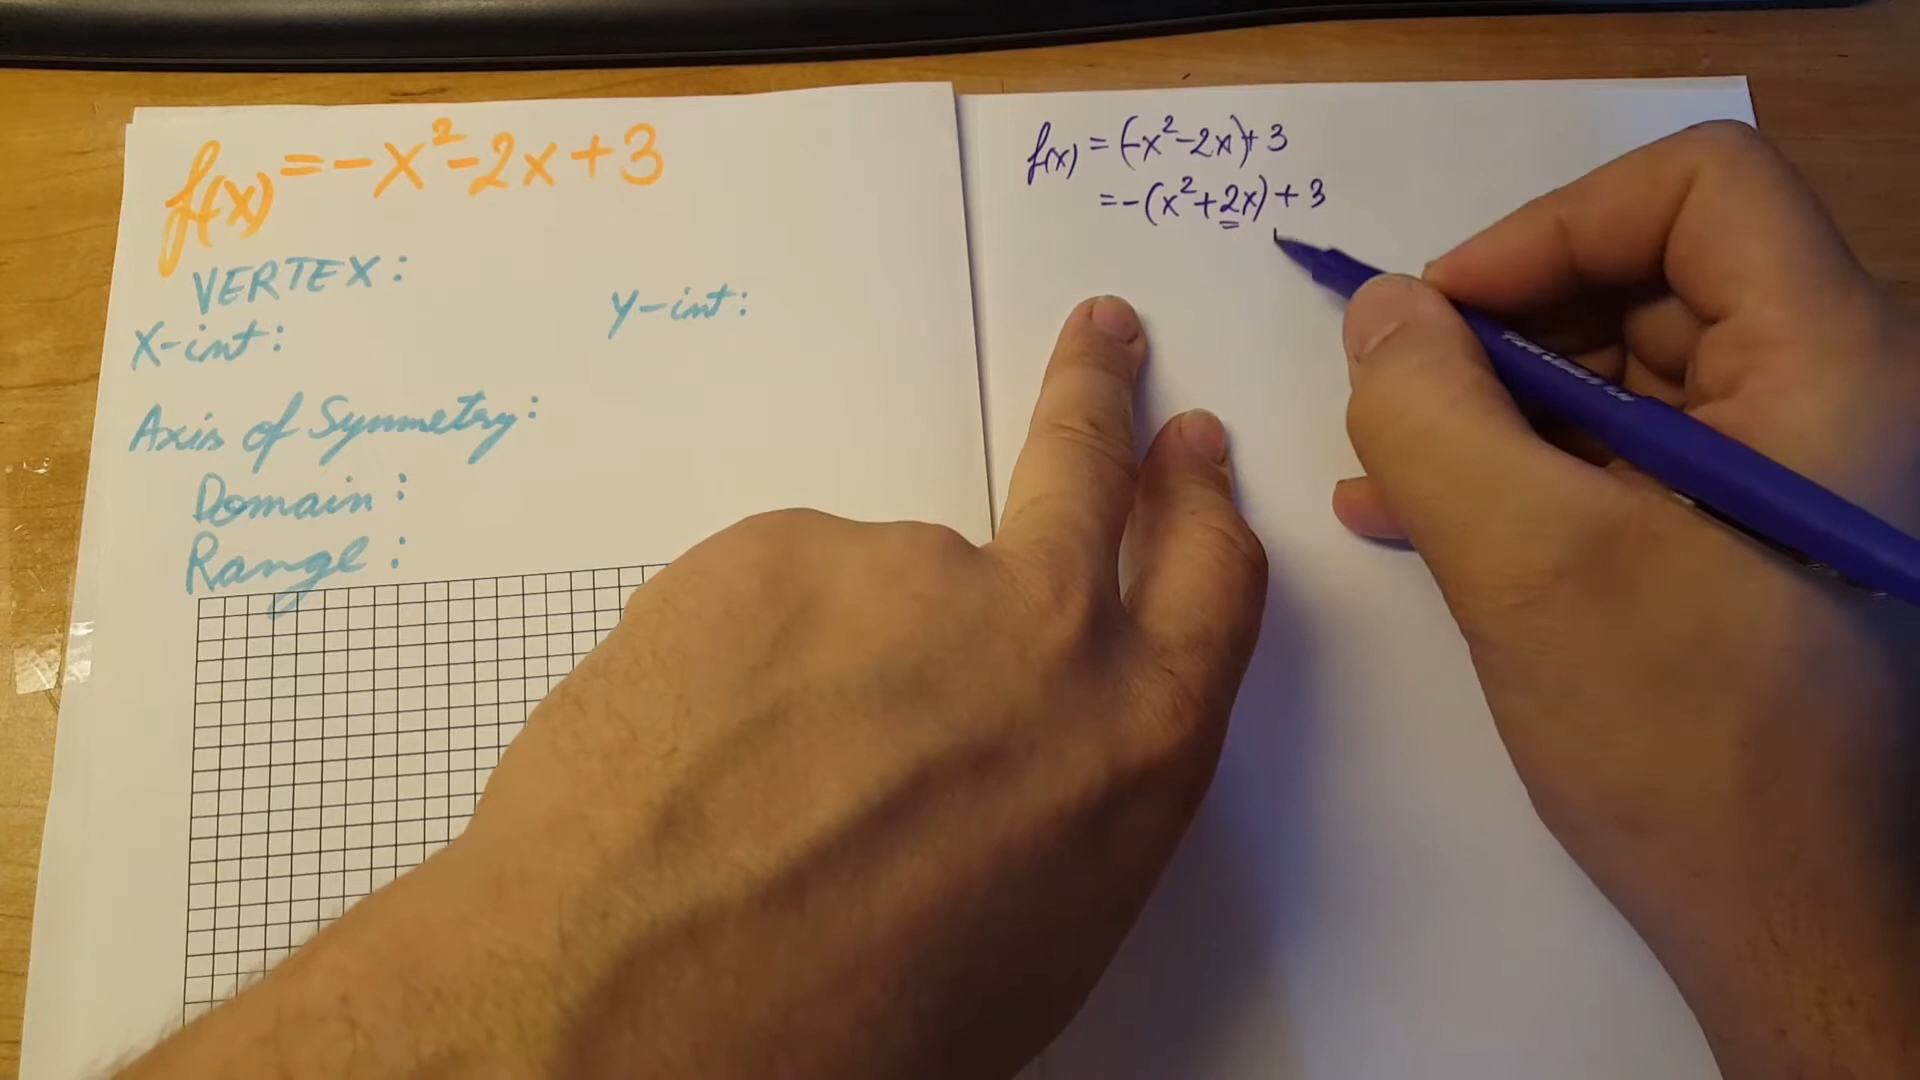 f(x) = -x²-2x+3
VERTEX:
X-int:
Y-int:
Axis of Symmetry:
Domain:
Range:
f(x) = (-x²-2x)+3
= -(x²+2x)+3